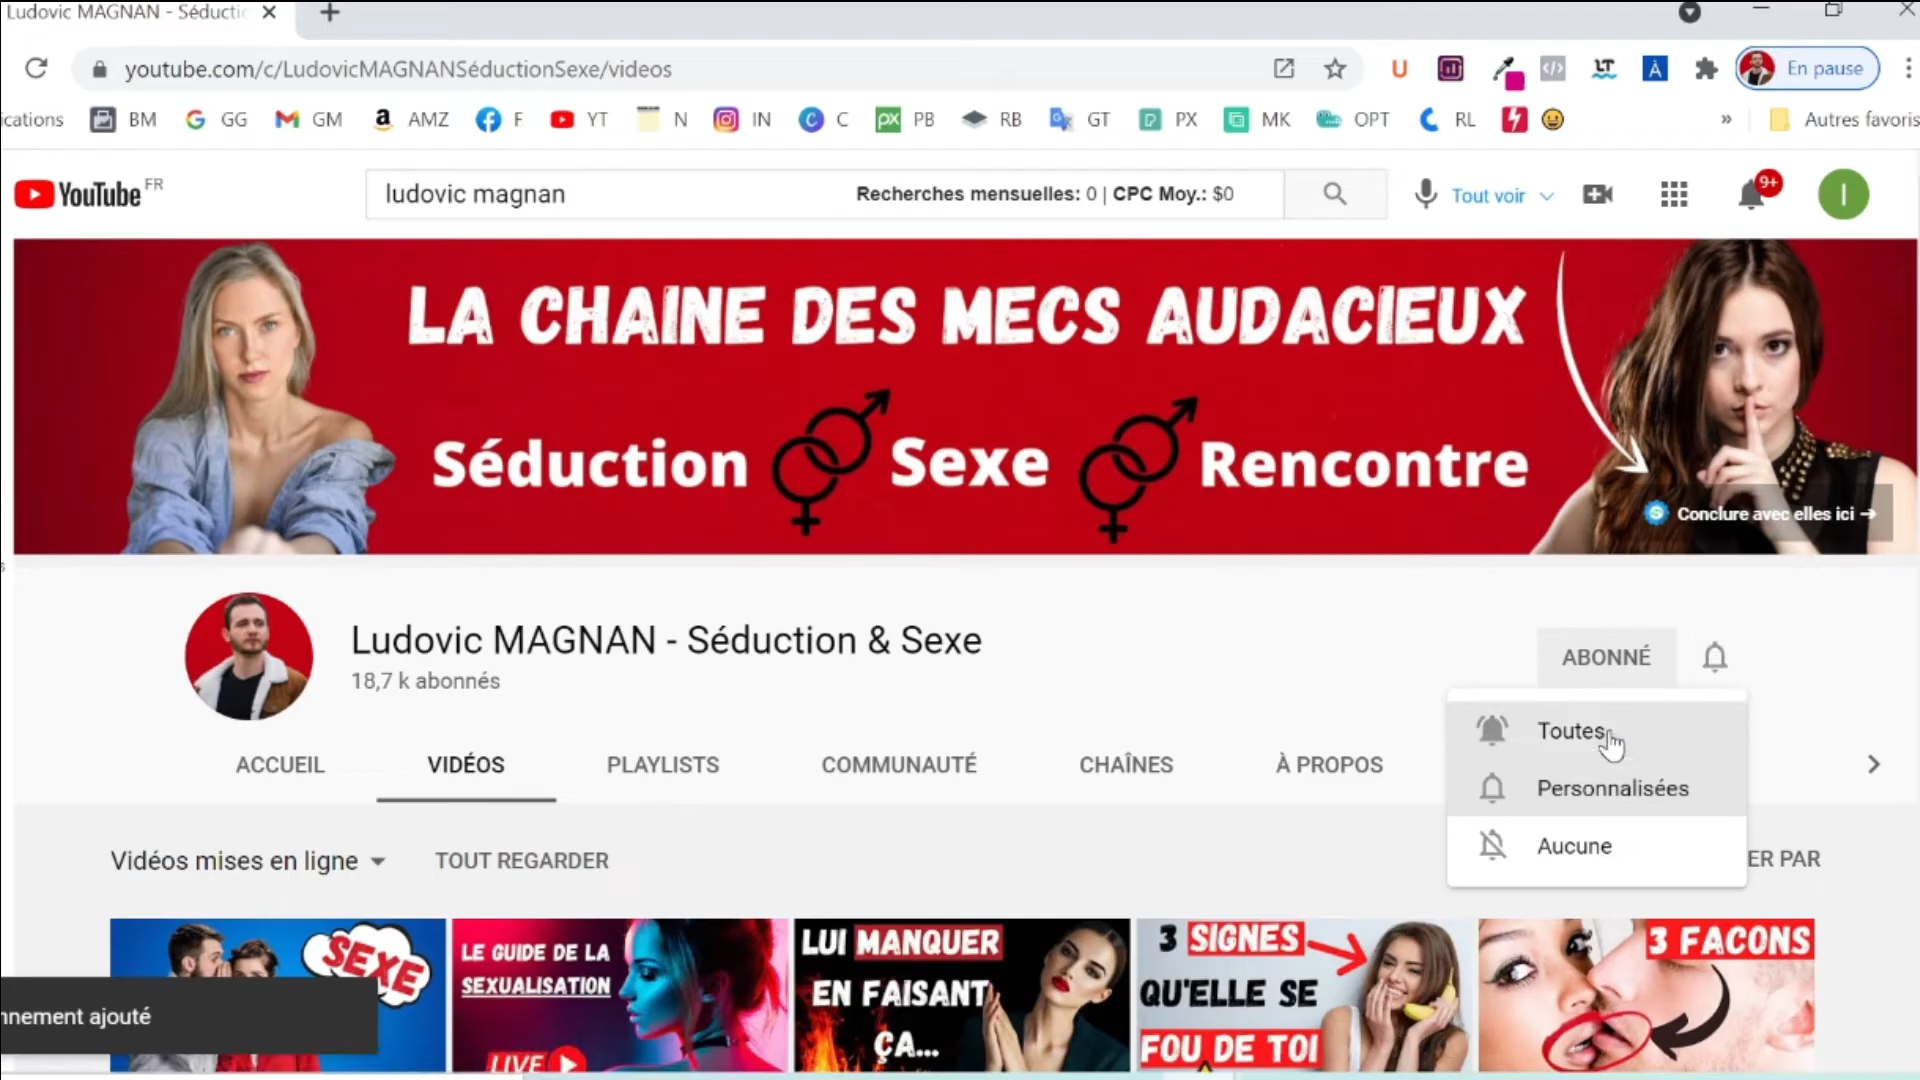 Ludovic MAGNAN - Séductio
youtube.com/c/LudovicMAGNANSéductionSexe/videos
En pause
ications
BM
GG
GM
AMZ
F
YT
N
IN
C
PB
RB
GT
PX
MK
OPT
RL
»
Autres favoris
YouTube FR
ludovic magnan
Recherches mensuelles: 0 | CPC Moy.: $0
Tout voir
9+
I
LA CHAINE DES MECS AUDACIEUX
Séduction Sexe Rencontre
Conclure avec elles ici →
Ludovic MAGNAN - Séduction & Sexe
18,7 k abonnés
ABONNÉ
Toutes
Personnalisées
Aucune
ACCUEIL
VIDÉOS
PLAYLISTS
COMMUNAUTÉ
CHAÎNES
À PROPOS
Vidéos mises en ligne
TOUT REGARDER
ER PAR
SEXE
LE GUIDE DE LA
SEXUALISATION
LIVE
LUI MANQUER
EN FAISANT
ÇA...
3 SIGNES
QU'ELLE SE
FOU DE TOI
3 FACONS
nnement ajouté